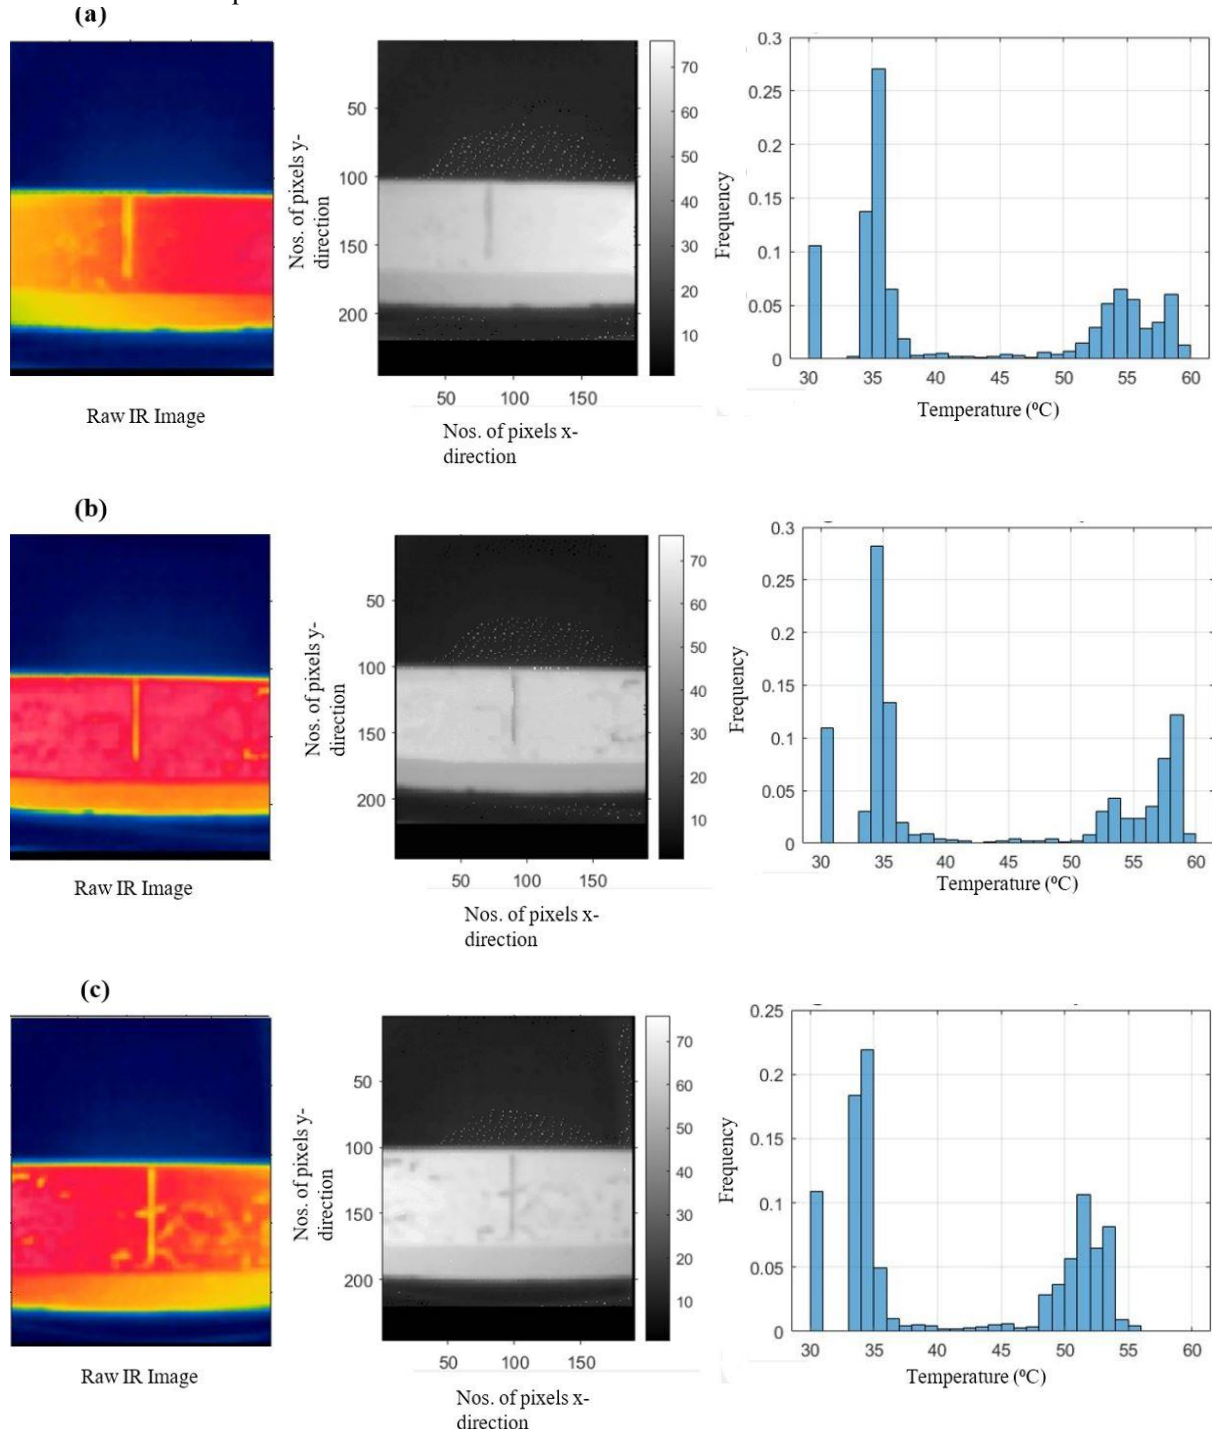 (a)
Nos. of pixels y-
direction
50
100
150
200
50 100 150
70
60
50
40
30
20
10
Nos. of pixels x-
direction
Raw IR Image
Frequency
0.3
0.25
0.2
0.15
0.1
0.05
0
30 35 40 45 50 55 60
Temperature (⁰C)
(b)
Nos. of pixels y-
direction
50
100
150
200
50 100 150
70
60
50
40
30
20
10
Nos. of pixels x-
direction
Raw IR Image
Frequency
0.3
0.25
0.2
0.15
0.1
0.05
0
30 35 40 45 50 55 60
Temperature (⁰C)
(c)
Nos. of pixels y-
direction
50
100
150
200
50 100 150
70
60
50
40
30
20
10
Nos. of pixels x-
direction
Raw IR Image
Frequency
0.25
0.2
0.15
0.1
0.05
0
30 35 40 45 50 55 60
Temperature (⁰C)